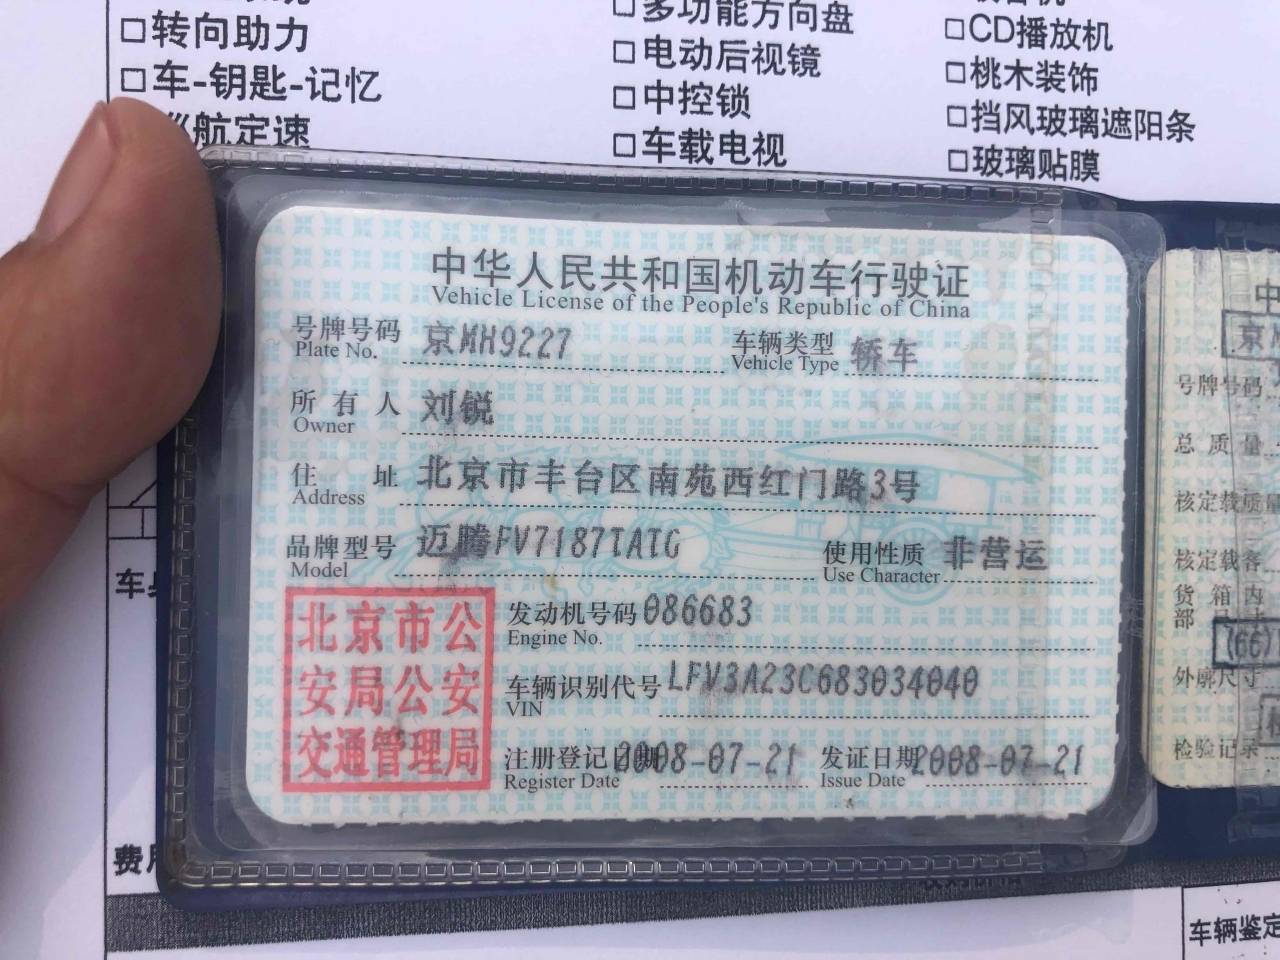 □转向助力
□多功能方向盘
□CD播放机
□车-钥匙-记忆
□电动后视镜
□桃木装饰
航定速
□中控锁
□挡风玻璃遮阳条
□车载电视
□玻璃贴膜
中华人民共和国机动车行驶证
Vehicle License of the People's Republic of China
号牌号码 京MH9227 车辆类型 轿车
Plate No. Vehicle Type
所有人 刘锐
Owner
住址 北京市丰台区南苑西红门路3号
Address
品牌型号 迈腾FV7187TATG 使用性质 非营运
Model Use Character
北京市公
安局公安
交通管理局
发动机号码 086683
Engine No.
车辆识别代号 LFV3A23C683034040
VIN
注册登记日期 2008-07-21 发证日期 2008-07-21
Register Date Issue Date
中
京
号牌号码
总质量
核定载质量
核定载客
货箱内
部尺寸
外廓尺寸
检验记录
车
费
车辆鉴定